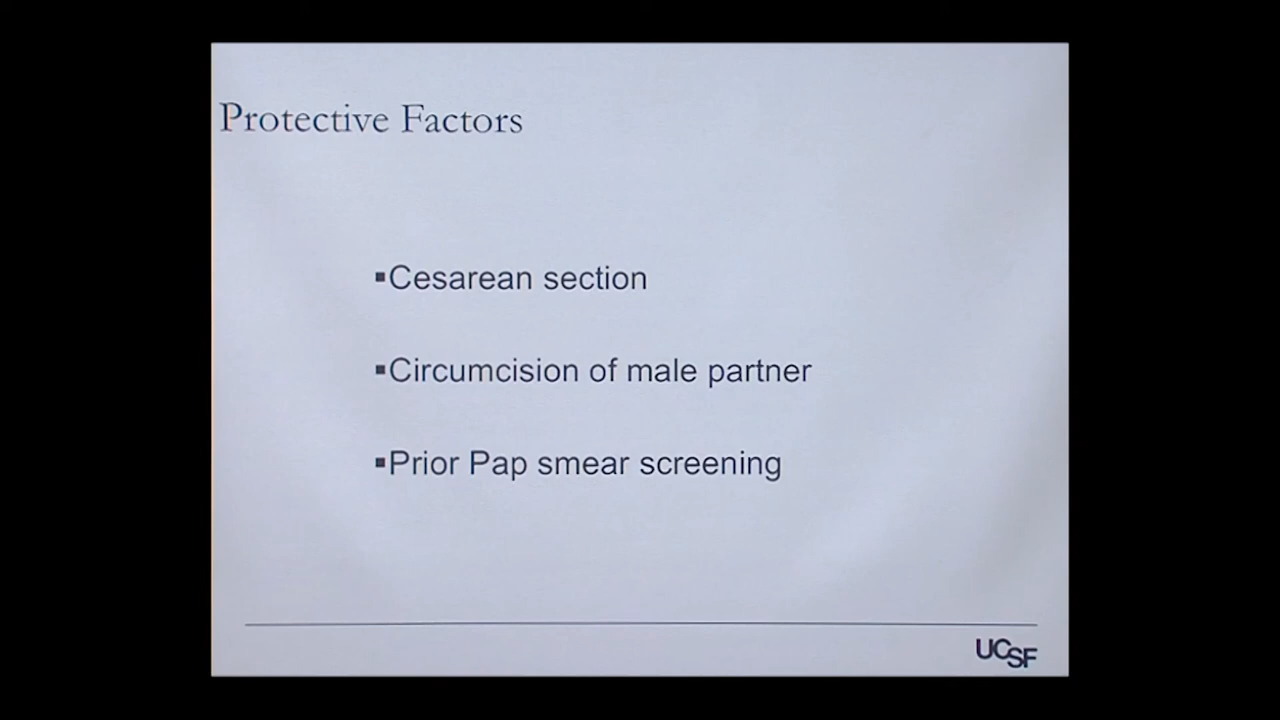 Protective Factors
▪Cesarean section
▪Circumcision of male partner
▪Prior Pap smear screening
UCSF